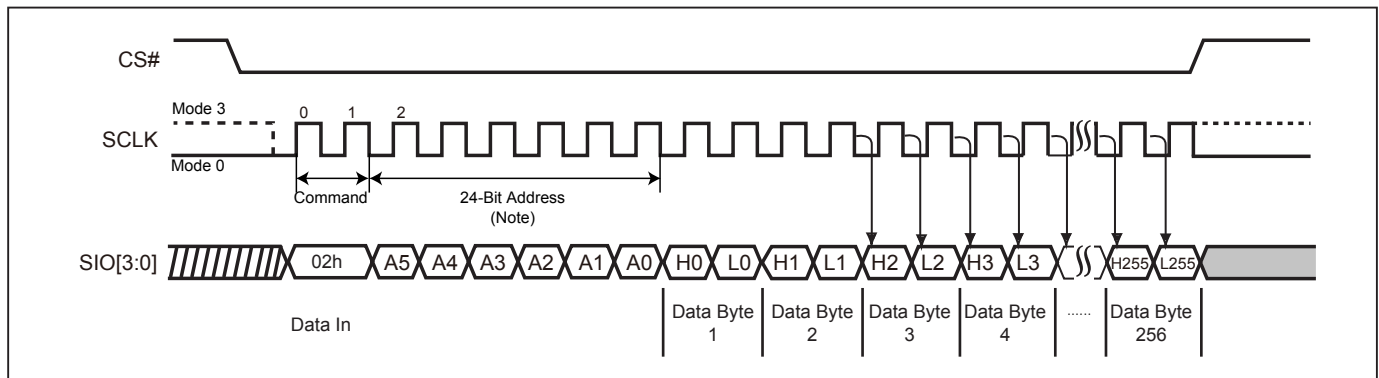 CS#
Mode 3
0 1 2
SCLK
Mode 0
Command
24-Bit Address
(Note)
SIO[3:0]
02h A5 A4 A3 A2 A1 A0 H0 L0 H1 L1 H2 L2 H3 L3 H255 L255
Data In
Data Byte
1
Data Byte
2
Data Byte
3
Data Byte
4
......
Data Byte
256